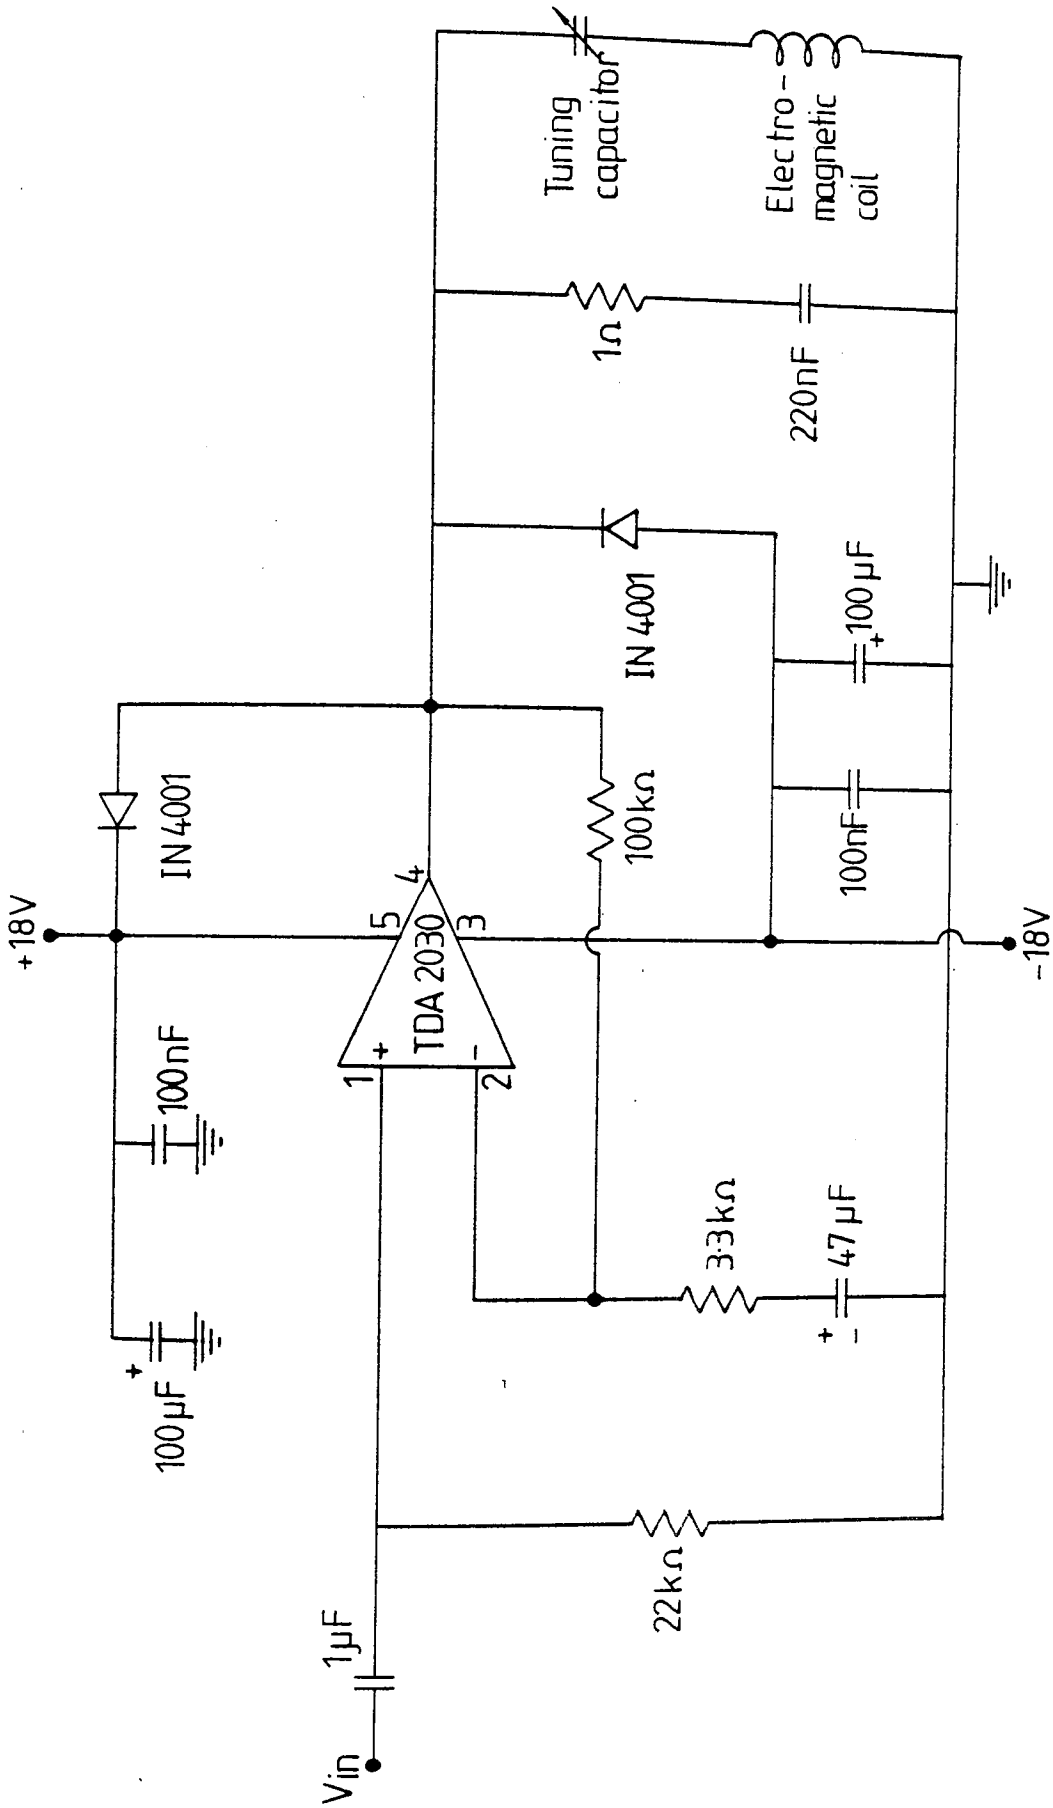 +18V
IN 4001
100µF
+
100nF
1µF
Vin
1
+
TDA 2030
-
2
5
4
3
100kΩ
IN 4001
22kΩ
3·3kΩ
+
-
47µF
100nF
+
100µF
1Ω
220nF
Tuning
capacitor
Electro-
magnetic
coil
-18V